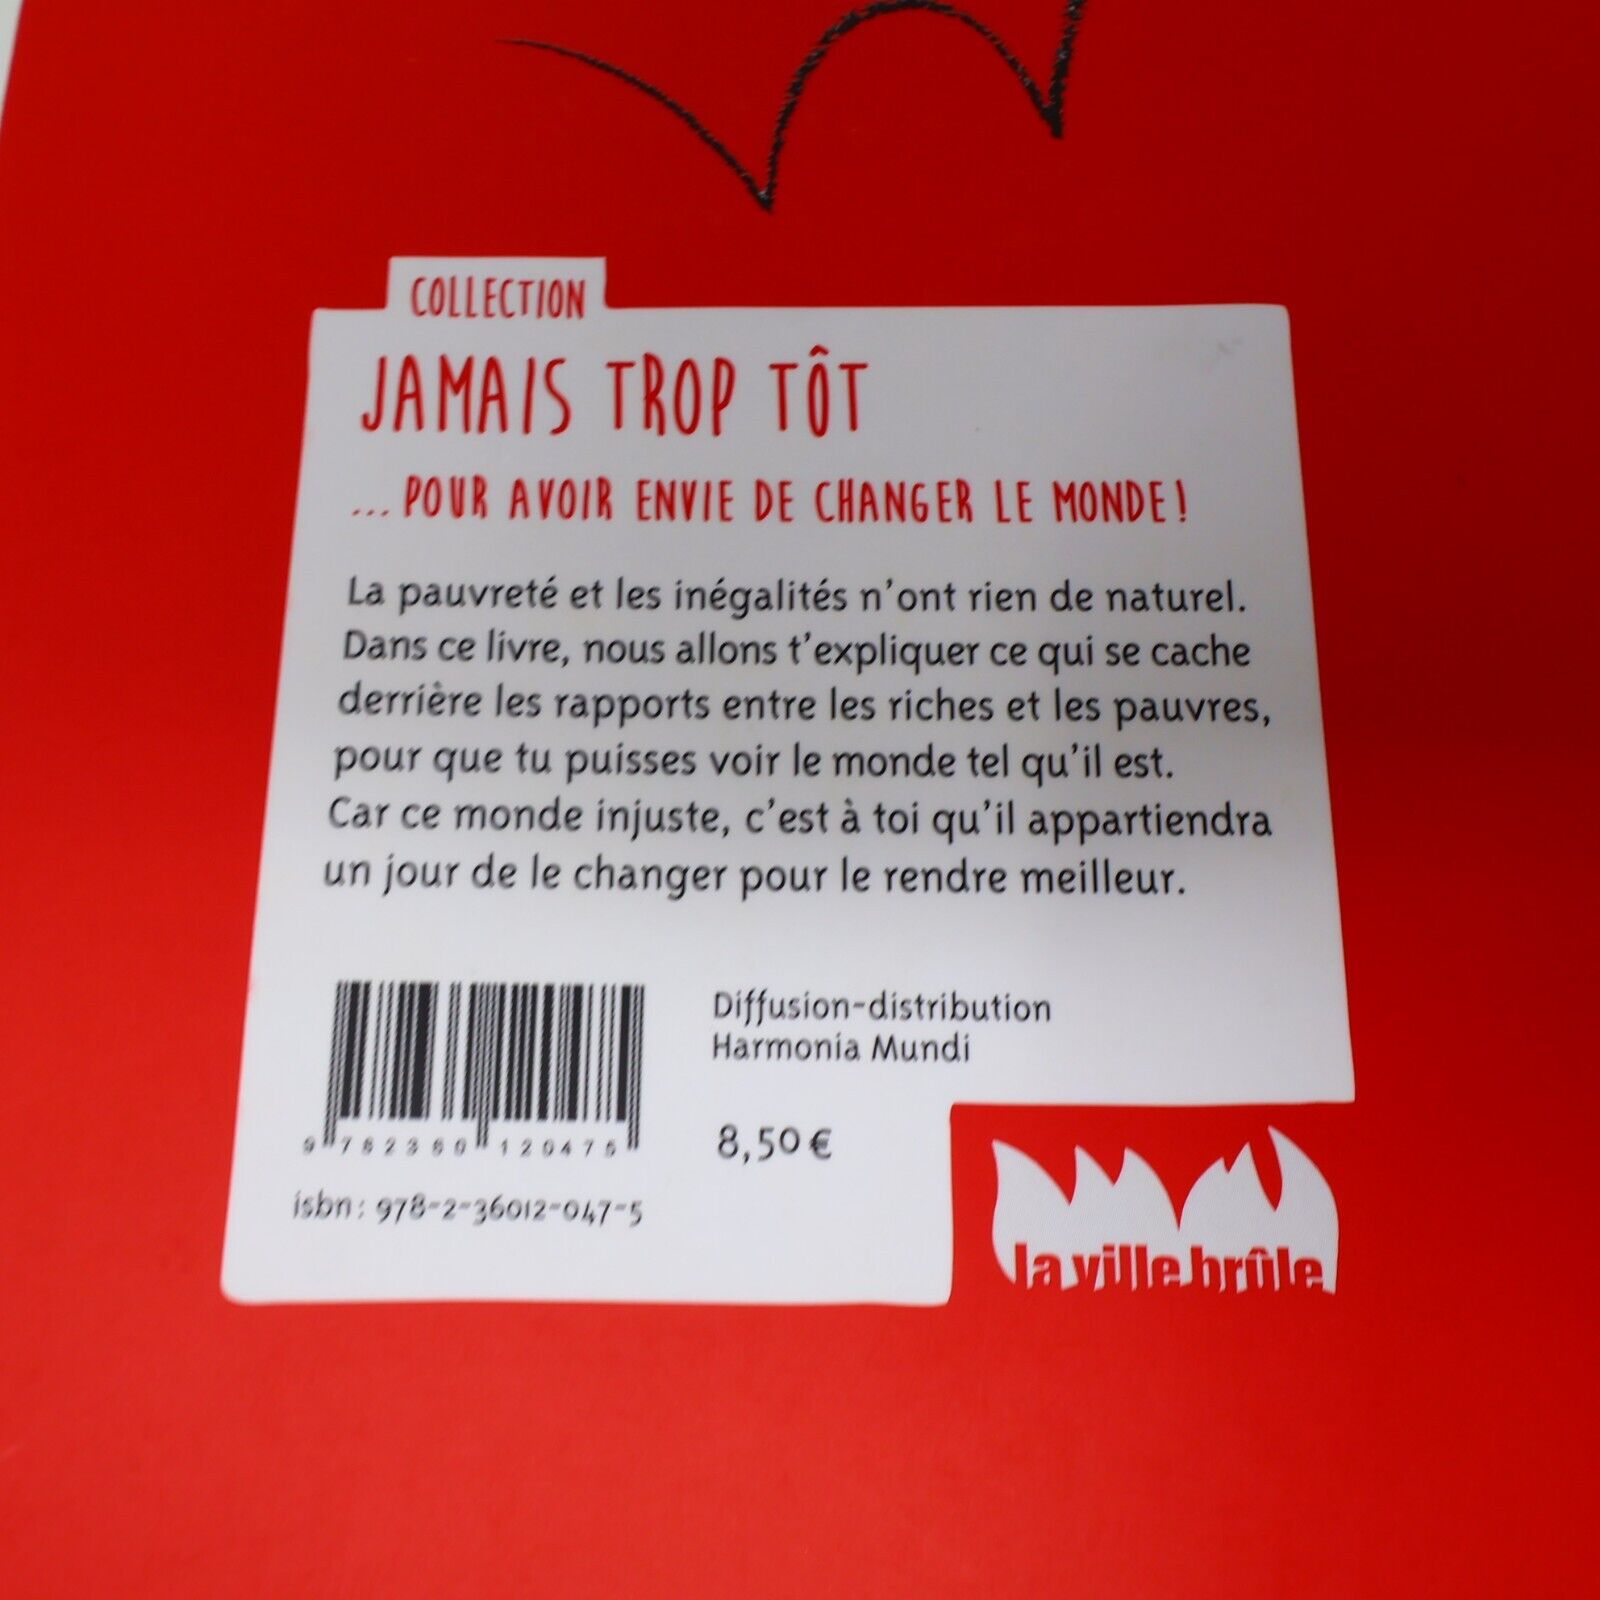 COLLECTION
JAMAIS TROP TÔT
... POUR AVOIR ENVIE DE CHANGER LE MONDE !
La pauvreté et les inégalités n'ont rien de naturel.
Dans ce livre, nous allons t'expliquer ce qui se cache
derrière les rapports entre les riches et les pauvres,
pour que tu puisses voir le monde tel qu'il est.
Car ce monde injuste, c'est à toi qu'il appartiendra
un jour de le changer pour le rendre meilleur.
Diffusion-distribution
Harmonia Mundi
8,50 €
9 782360 120475
isbn : 978-2-36012-047-5
la ville brûle